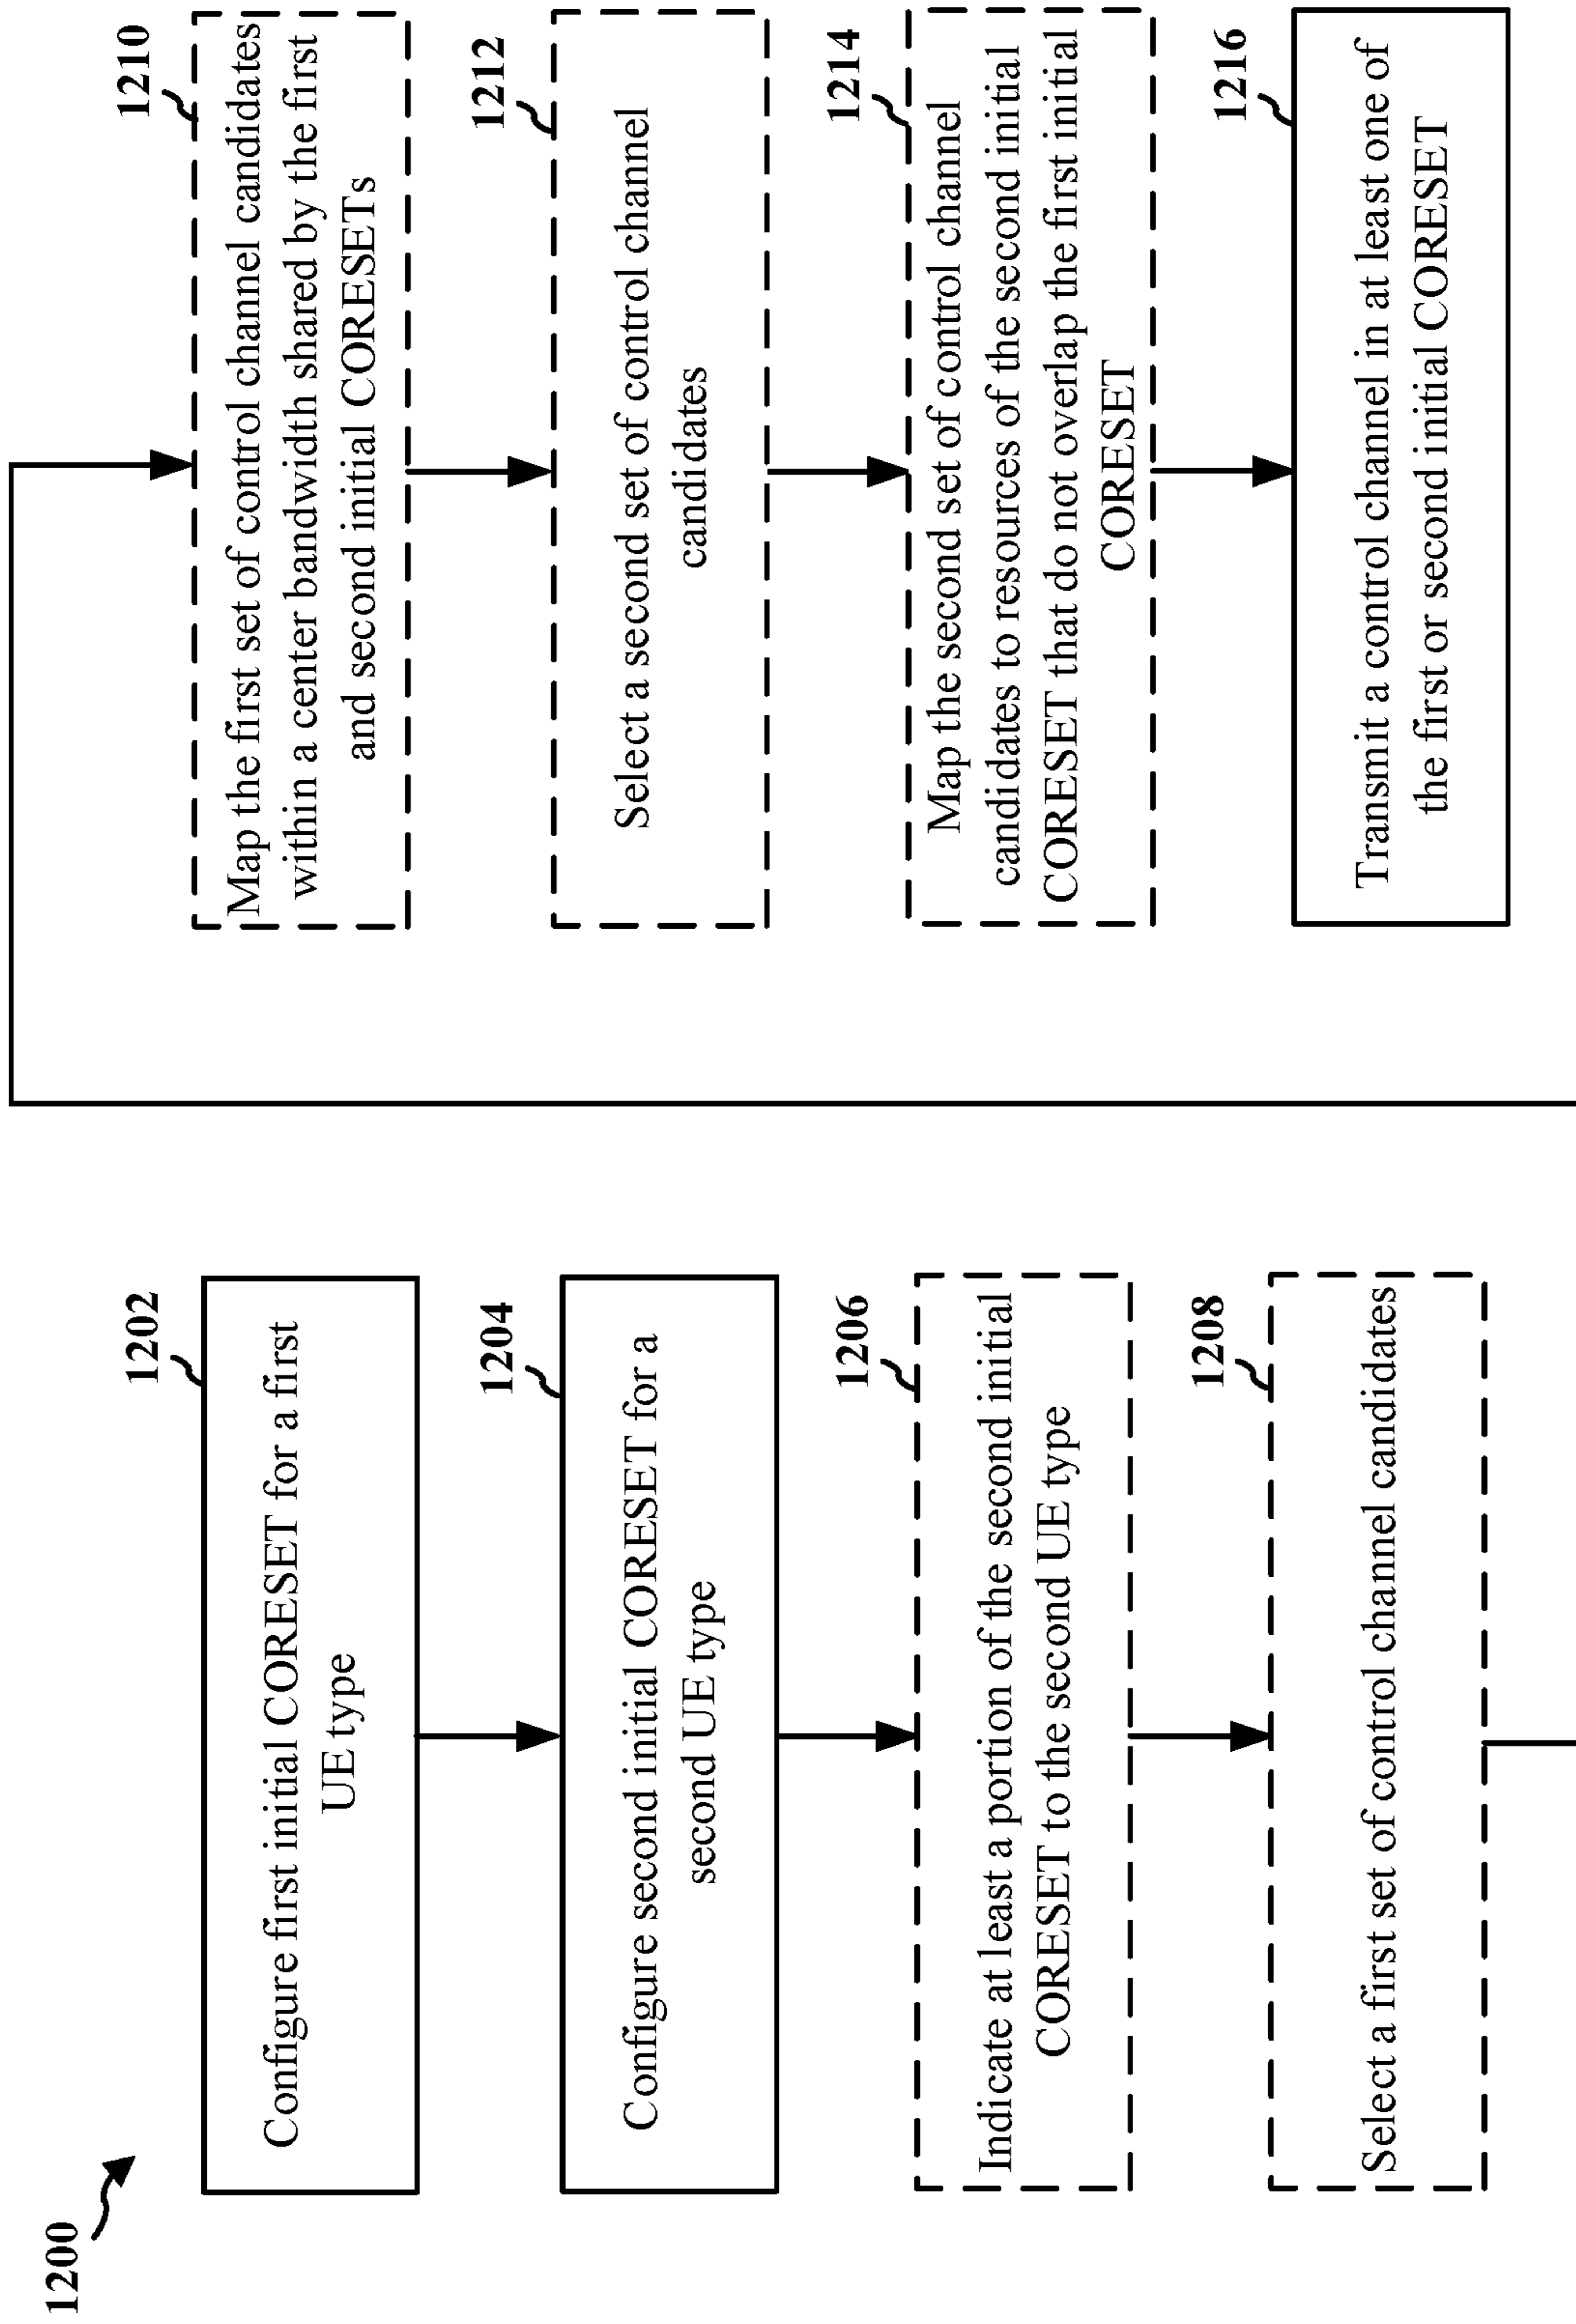 1200
1202
Configure first initial CORESET for a first
UE type
1204
Configure second initial CORESET for a
second UE type
1206
Indicate at least a portion of the second initial
CORESET to the second UE type
1208
Select a first set of control channel candidates
1210
Map the first set of control channel candidates
within a center bandwidth shared by the first
and second initial CORESETs
1212
Select a second set of control channel
candidates
1214
Map the second set of control channel
candidates to resources of the second initial
CORESET that do not overlap the first initial
CORESET
1216
Transmit a control channel in at least one of
the first or second initial CORESET